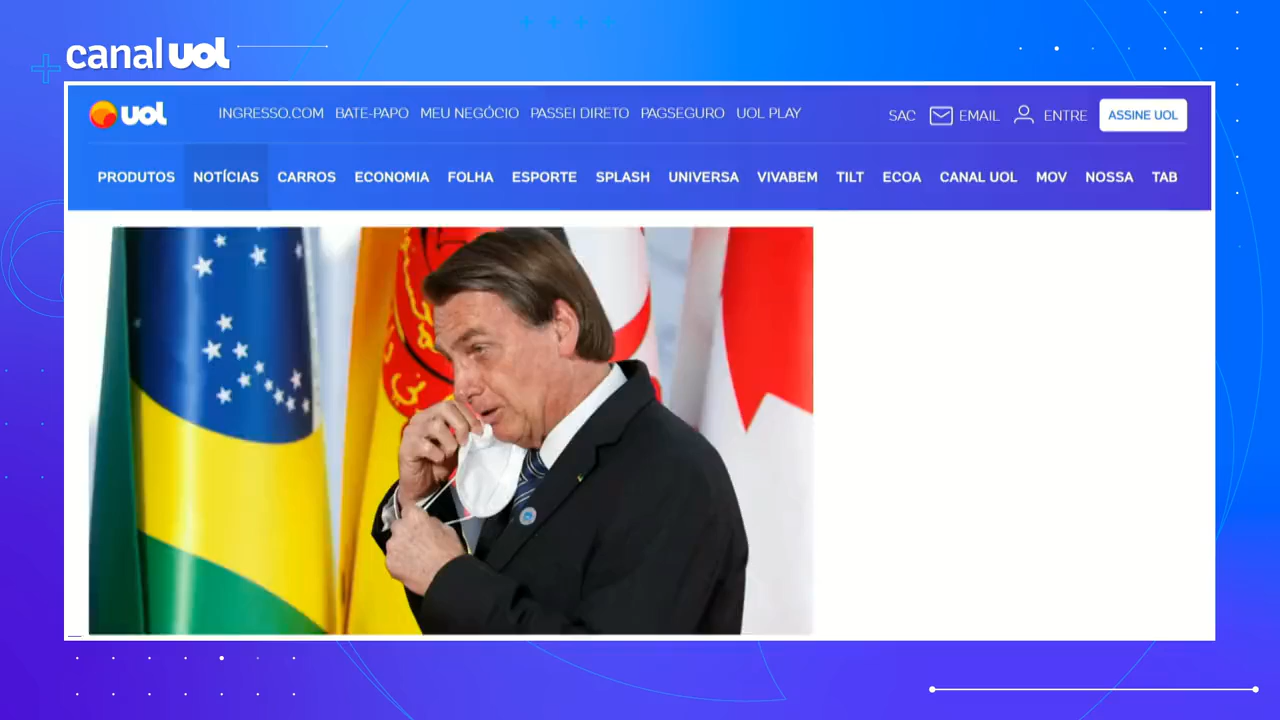 canal uol
uol
INGRESSO.COM BATE-PAPO MEU NEGÓCIO PASSEI DIRETO PAGSEGURO UOL PLAY
SAC EMAIL ENTRE ASSINE UOL
PRODUTOS NOTÍCIAS CARROS ECONOMIA FOLHA ESPORTE SPLASH UNIVERSA VIVABEM TILT ECOA CANAL UOL MOV NOSSA TAB